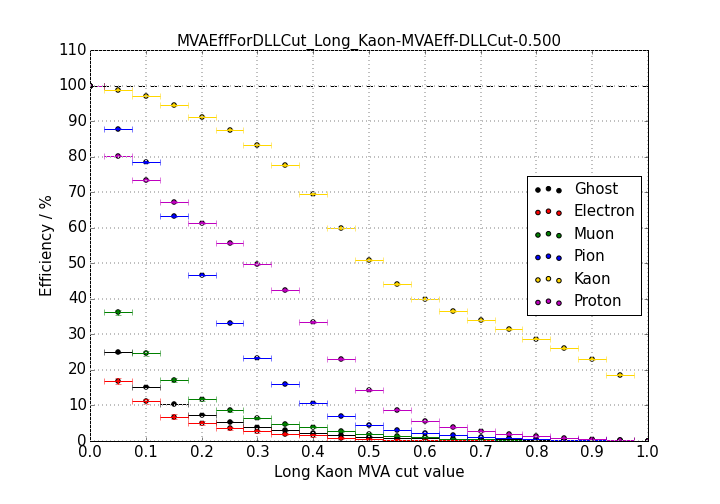 MVAEffForDLLCut_Long_Kaon-MVAEff-DLLCut-0.500
110
100
90
80
70
60
50
40
30
20
10
0
Efficiency / %
Ghost
Electron
Muon
Pion
Kaon
Proton
0.0 0.1 0.2 0.3 0.4 0.5 0.6 0.7 0.8 0.9 1.0
Long Kaon MVA cut value